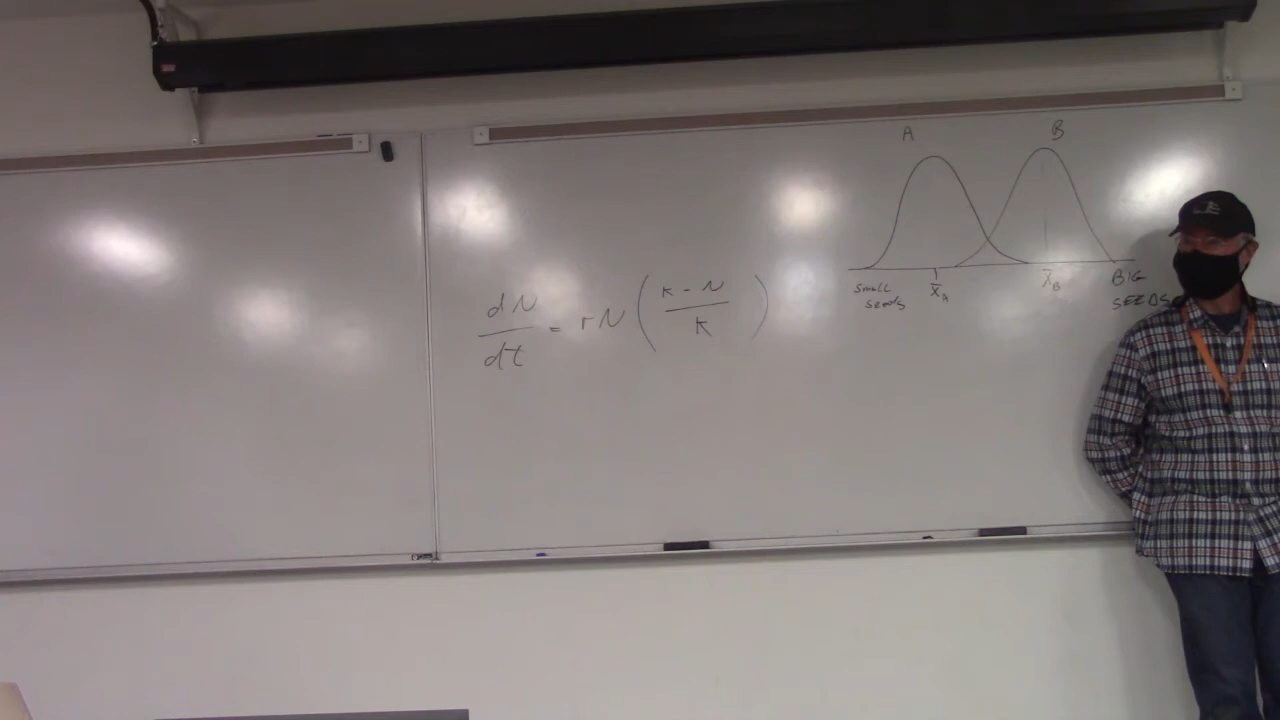 dN/dt = rN ( K - N / K )
A B
small seeds
X̄A
X̄B
BIG SEEDS